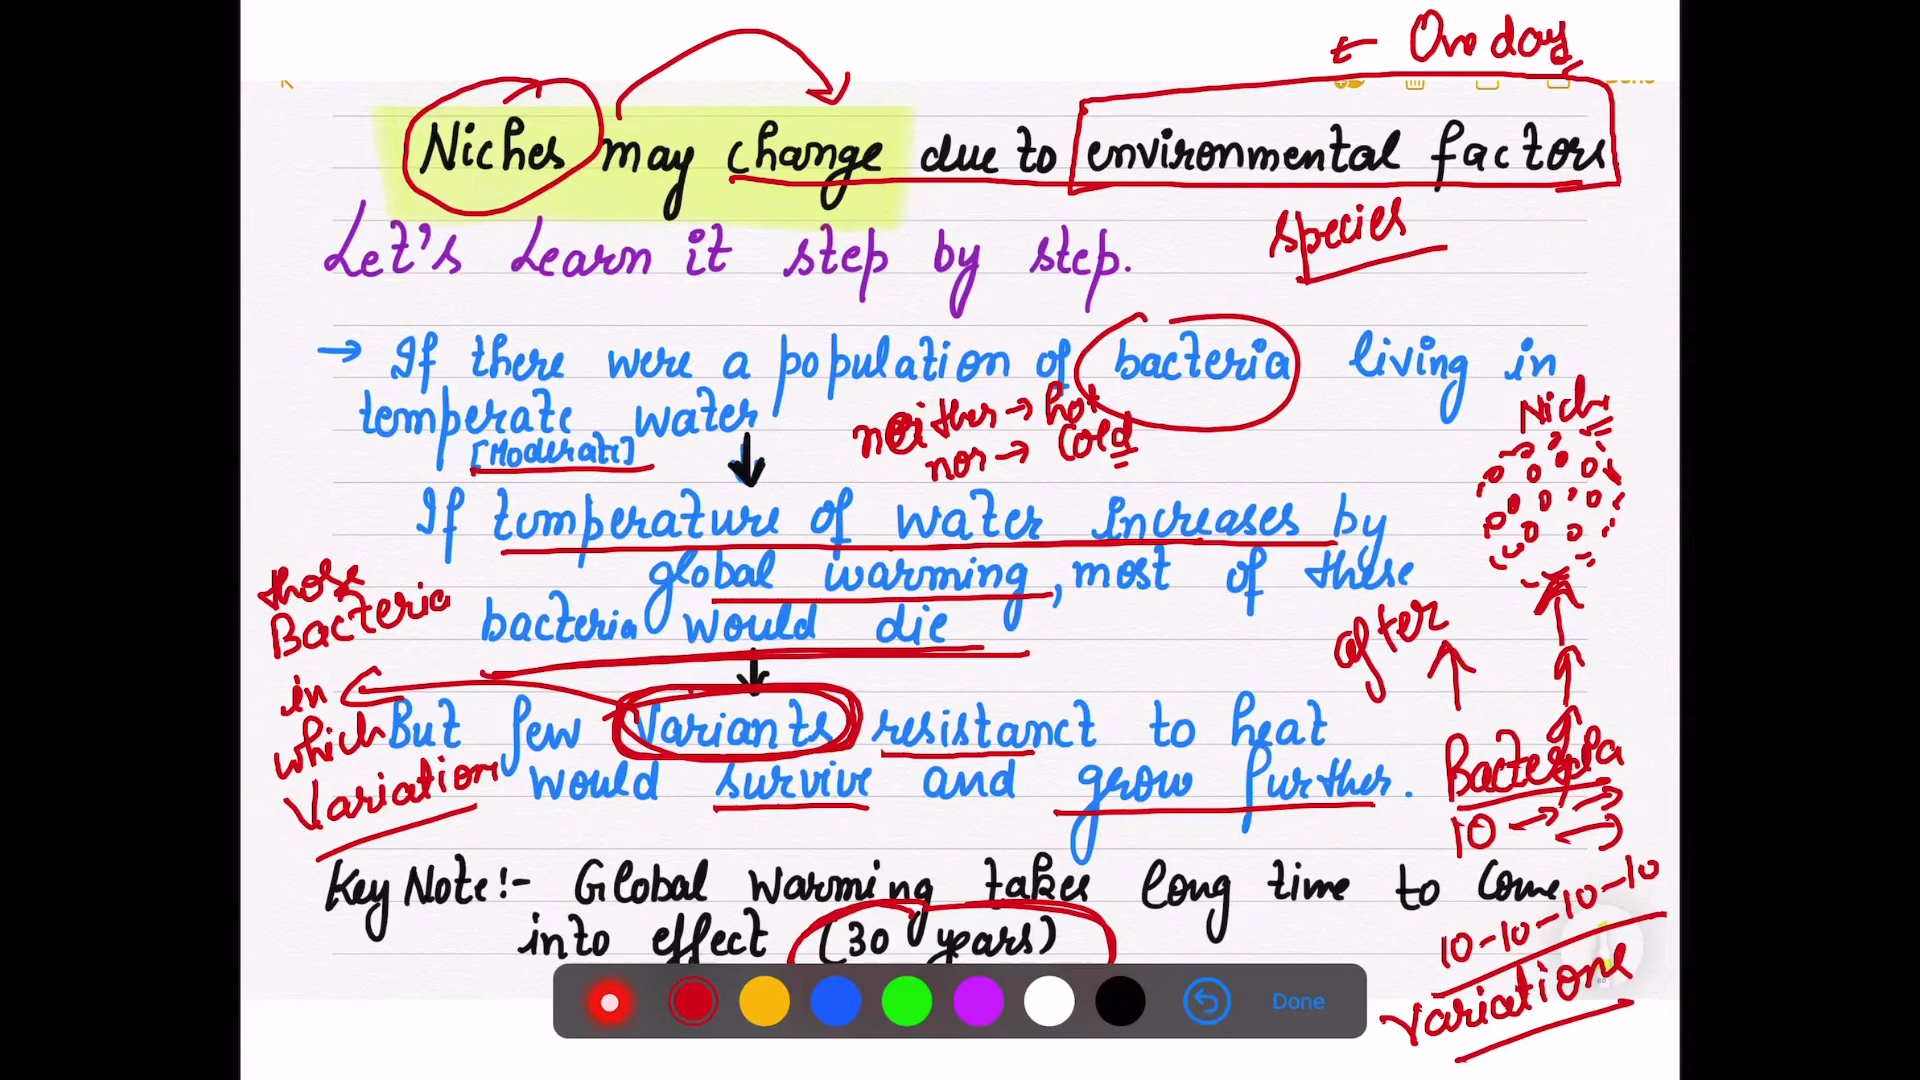 ← One day
Niches may change due to environmental factors
Species
Let's Learn it step by step.
→ If there were a population of bacteria living in
temperate water
[Moderate]
neither → hot
nor → Cold
Niche
If temperature of water increases by
global warming, most of these
bacteria would die
those
Bacteria
in
which
Variation
after
But few variants resistanct to heat
would survive and grow further.
Bacteria
10
Key Note:- Global Warming takes long time to come
into effect (30 years)
10-10-10-10-10
Variations
Done